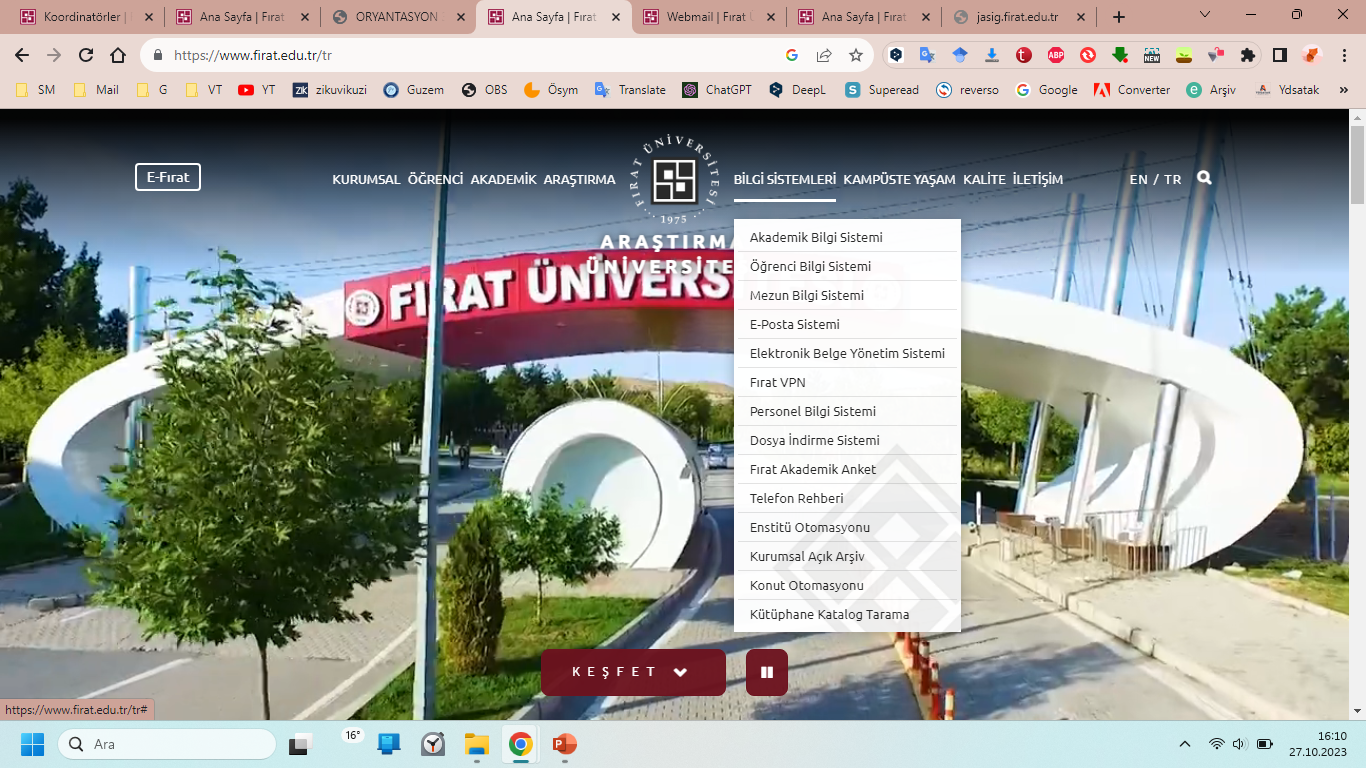 Koordinatörler |
Ana Sayfa | Fırat
ORYANTASYON
Ana Sayfa | Fırat
Webmail | Fırat
Ana Sayfa | Fırat
jasig.firat.edu.tr
https://www.firat.edu.tr/tr
SM
Mail
G
VT
YT
zikuvikuzi
Guzem
OBS
Ösym
Translate
ChatGPT
DeepL
Superead
reverso
Google
Converter
Arşiv
Ydsatak
»
E-Fırat
KURUMSAL ÖĞRENCİ AKADEMİK ARAŞTIRMA
FIRAT ÜNİVERSİTESİ
1975
BİLGİ SİSTEMLERİ KAMPÜSTE YAŞAM KALİTE İLETİŞİM
EN / TR
ARAŞTIRMA
ÜNİVERSİTE
FIRAT ÜNİVERS
Akademik Bilgi Sistemi
Öğrenci Bilgi Sistemi
Mezun Bilgi Sistemi
E-Posta Sistemi
Elektronik Belge Yönetim Sistemi
Fırat VPN
Personel Bilgi Sistemi
Dosya İndirme Sistemi
Fırat Akademik Anket
Telefon Rehberi
Enstitü Otomasyonu
Kurumsal Açık Arşiv
Konut Otomasyonu
Kütüphane Katalog Tarama
KEŞFET
https://www.firat.edu.tr/tr#
Ara
16°
16:10
27.10.2023